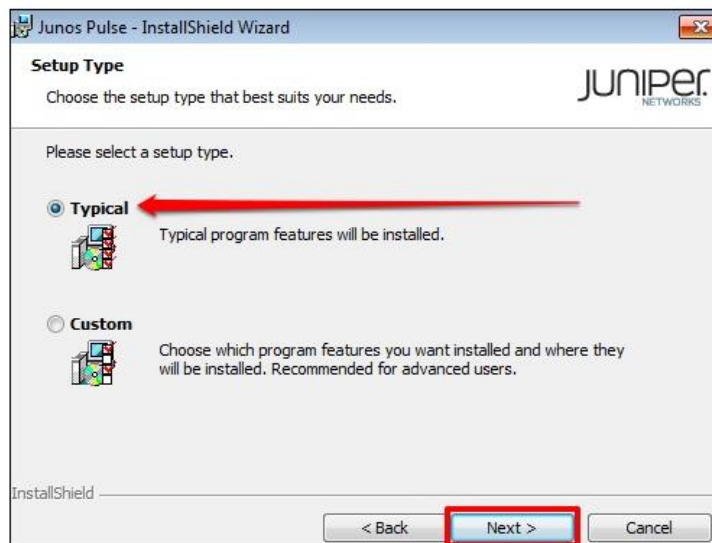 Junos Pulse - InstallShield Wizard
Setup Type
Choose the setup type that best suits your needs.
JUNIPEr
NETWORKS
Please select a setup type.
Typical
Typical program features will be installed.
Custom
Choose which program features you want installed and where they
will be installed. Recommended for advanced users.
InstallShield
< Back
Next >
Cancel